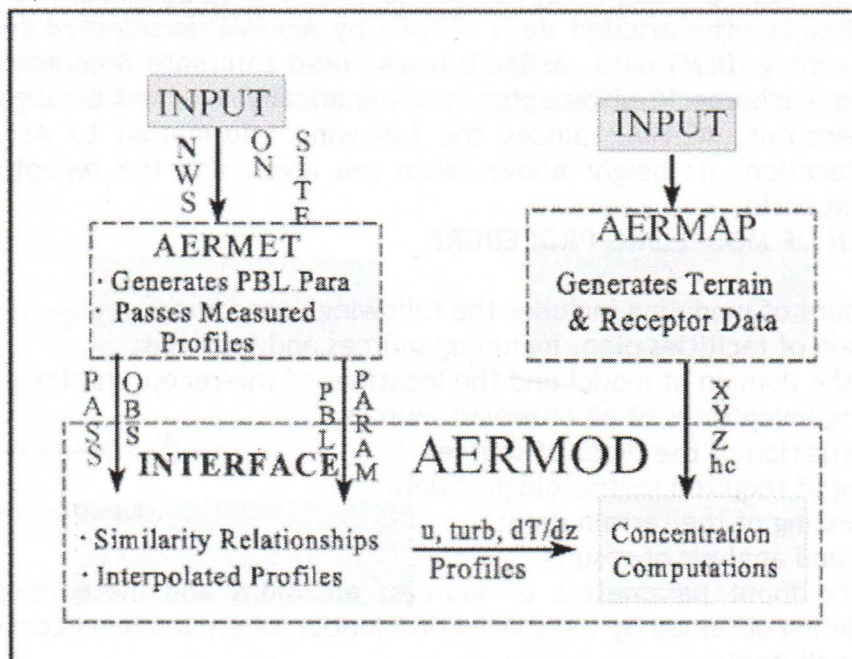 INPUT
NWS
ON SITE
AERMET
· Generates PBL Para
Passes Measured
Profiles
INPUT
AERMAP
Generates Terrain
& Receptor Data
PASS
OBS
PBL
PARAM
XYZ
hc
INTERFACE
AERMOD
· Similarity Relationships
· Interpolated Profiles
u, turb, dT/dz
Profiles
Concentration
Computations